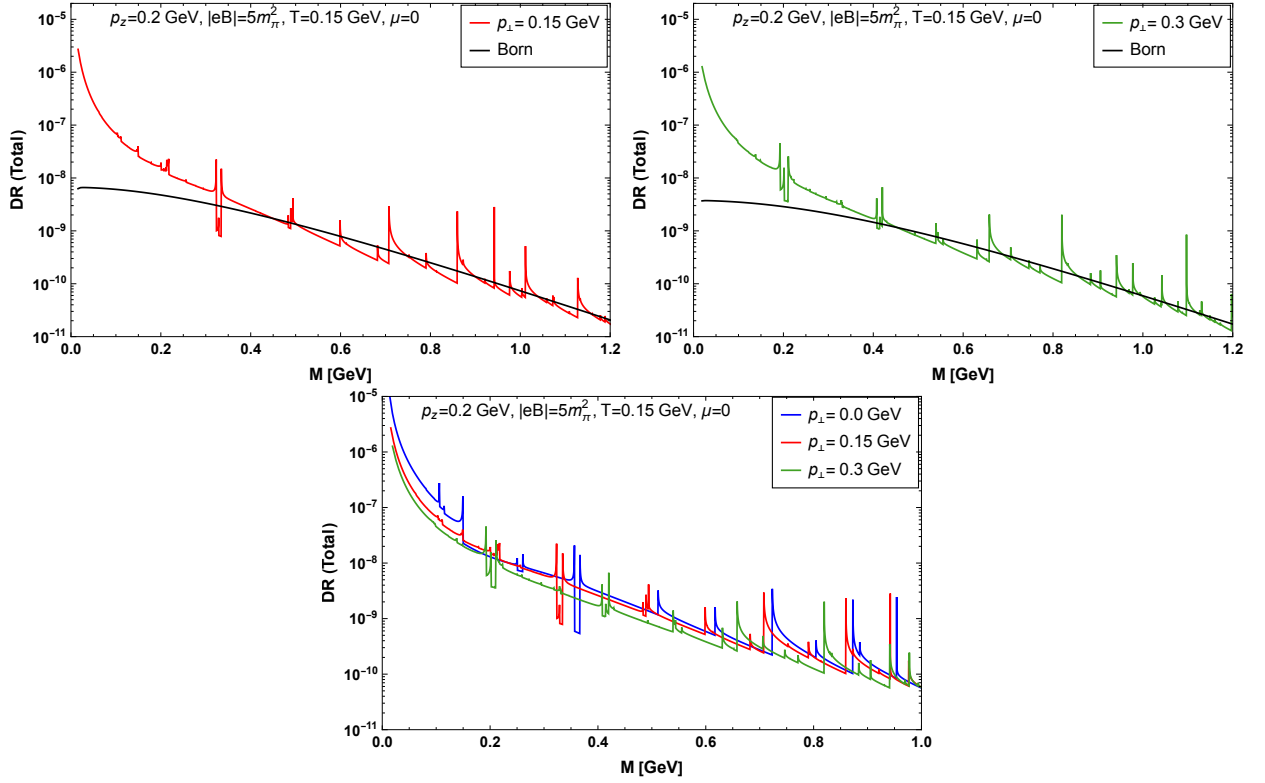 p_z=0.2 GeV, |eB|=5m_π^2, T=0.15 GeV, μ=0
p_⊥= 0.15 GeV
Born
DR (Total)
10^-5
10^-6
10^-7
10^-8
10^-9
10^-10
10^-11
0.0 0.2 0.4 0.6 0.8 1.0 1.2
M [GeV]
p_z=0.2 GeV, |eB|=5m_π^2, T=0.15 GeV, μ=0
p_⊥= 0.3 GeV
Born
DR (Total)
10^-5
10^-6
10^-7
10^-8
10^-9
10^-10
10^-11
0.0 0.2 0.4 0.6 0.8 1.0 1.2
M [GeV]
p_z=0.2 GeV, |eB|=5m_π^2, T=0.15 GeV, μ=0
p_⊥= 0.0 GeV
p_⊥= 0.15 GeV
p_⊥= 0.3 GeV
DR (Total)
10^-5
10^-6
10^-7
10^-8
10^-9
10^-10
10^-11
0.0 0.2 0.4 0.6 0.8 1.0
M [GeV]